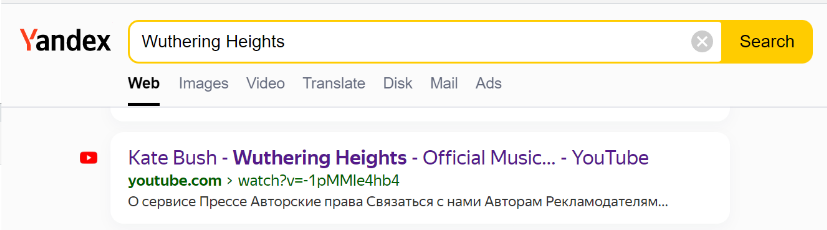 Yandex Wuthering Heights Search
Web Images Video Translate Disk Mail Ads
Kate Bush - Wuthering Heights - Official Music... - YouTube
youtube.com › watch?v=-1pMMIe4hb4
О сервисе Прессе Авторские права Связаться с нами Авторам Рекламодателям...